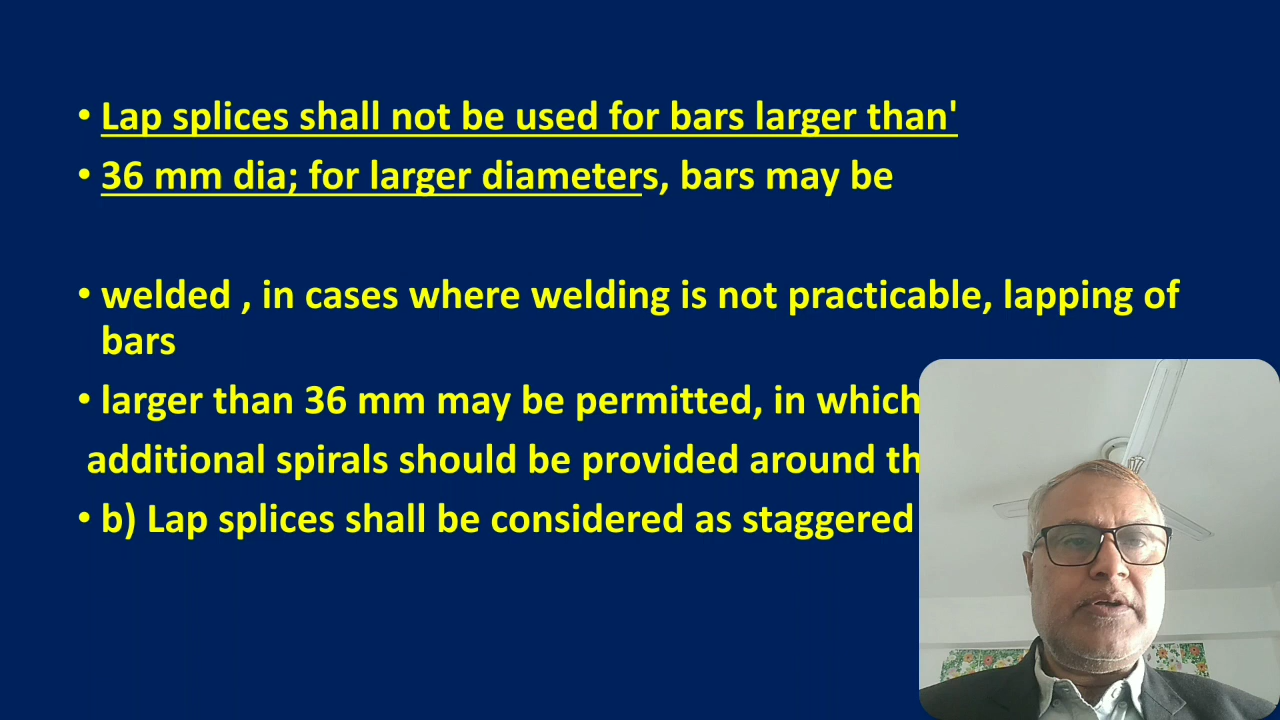 • Lap splices shall not be used for bars larger than'
• 36 mm dia; for larger diameters, bars may be
• welded , in cases where welding is not practicable, lapping of
bars
• larger than 36 mm may be permitted, in which
additional spirals should be provided around
• b) Lap splices shall be considered as staggered